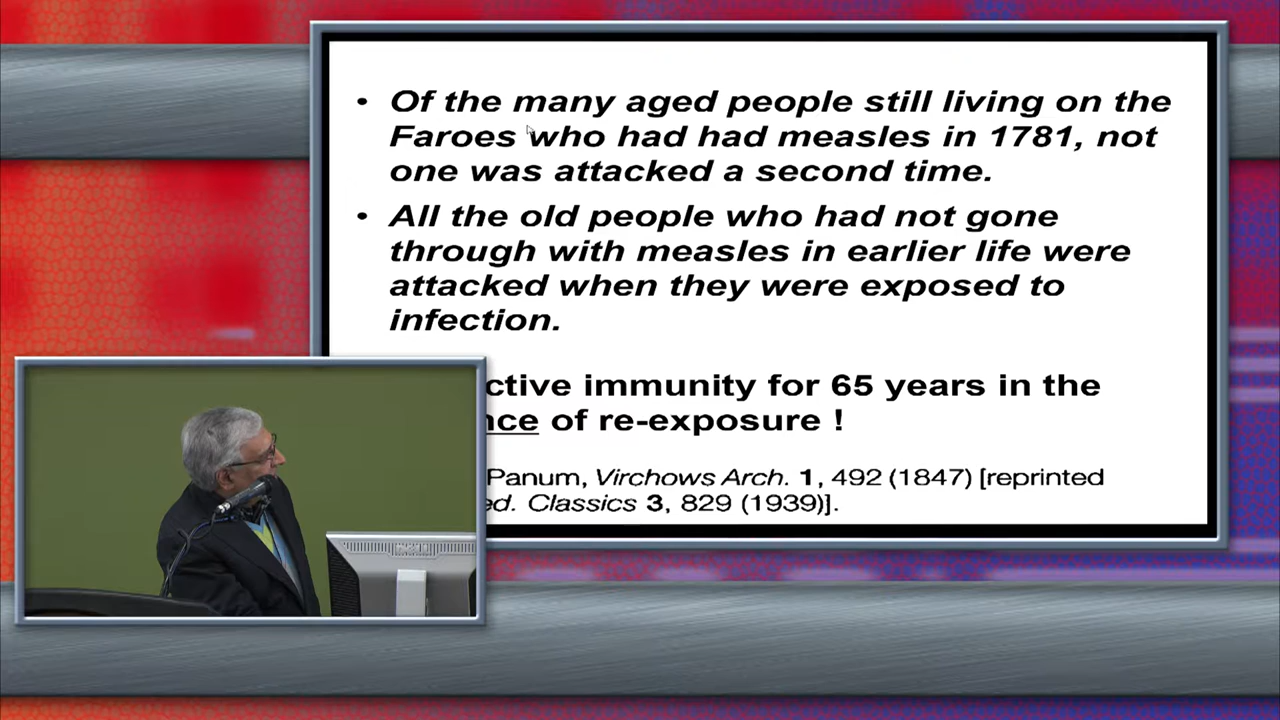 • Of the many aged people still living on the
Faroes who had had measles in 1781, not
one was attacked a second time.
• All the old people who had not gone
through with measles in earlier life were
attacked when they were exposed to
infection.
ctive immunity for 65 years in the
nce of re-exposure !
Panum, Virchows Arch. 1, 492 (1847) [reprinted
ed. Classics 3, 829 (1939)].